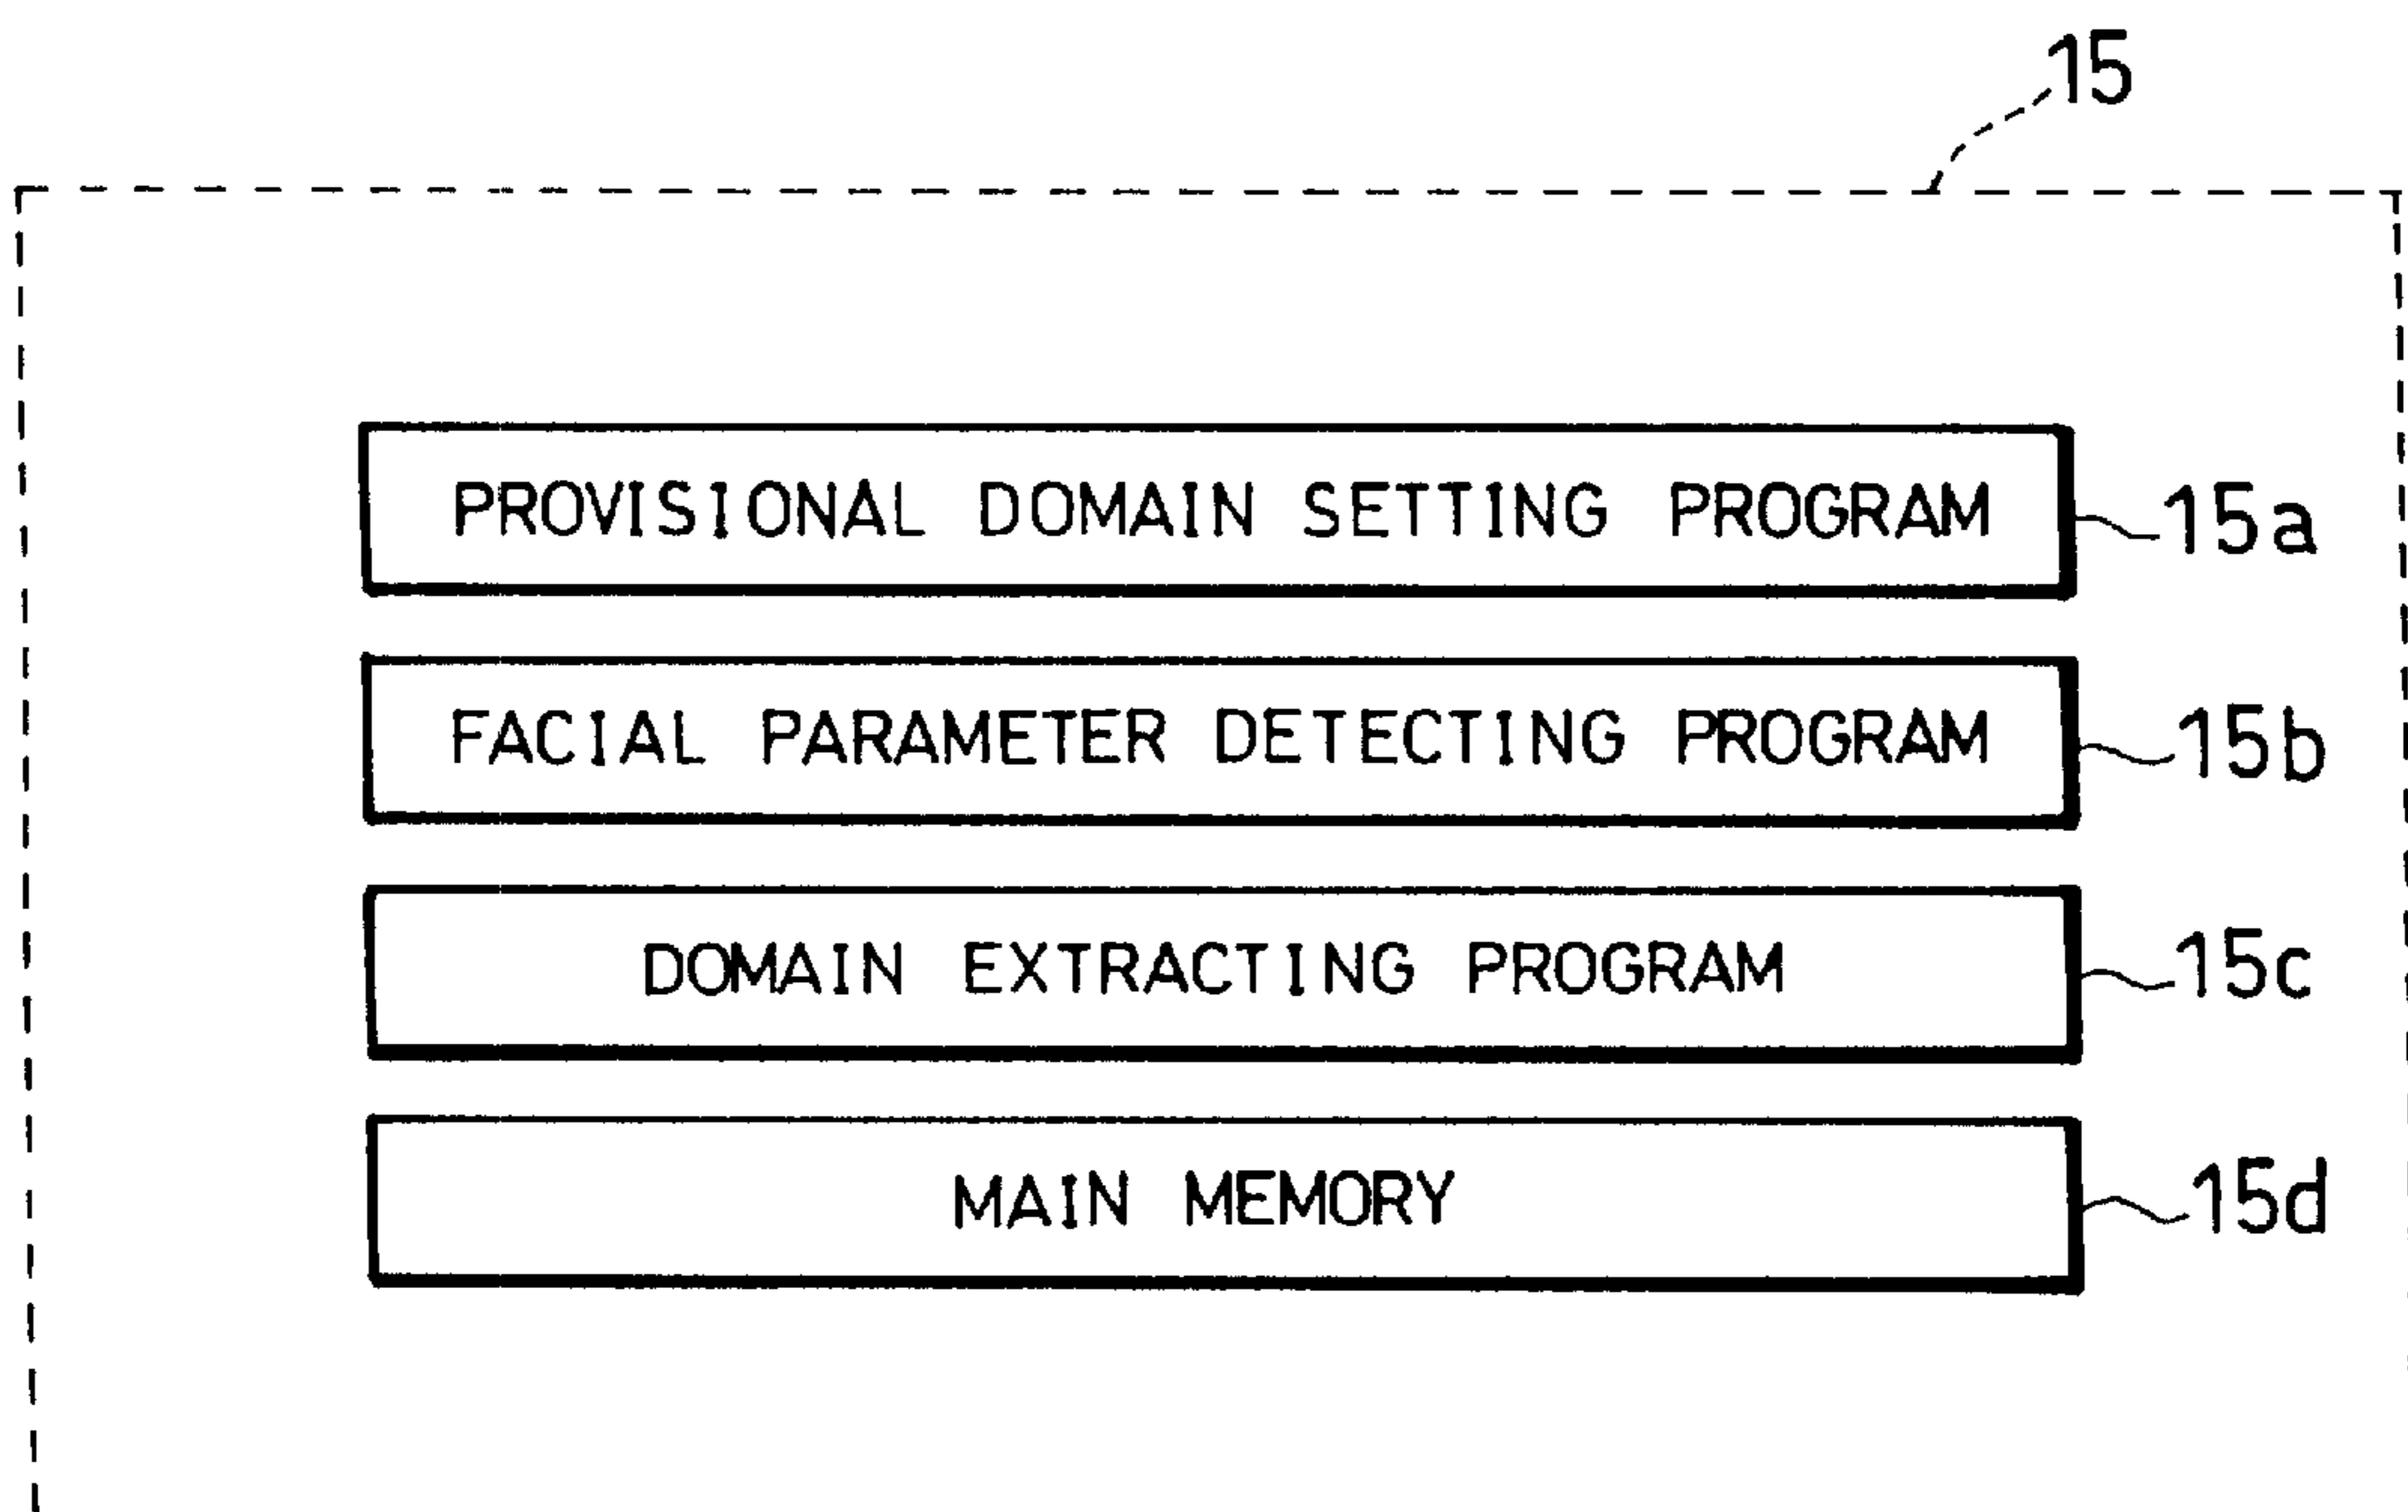 15
PROVISIONAL DOMAIN SETTING PROGRAM 15a
FACIAL PARAMETER DETECTING PROGRAM 15b
DOMAIN EXTRACTING PROGRAM 15c
MAIN MEMORY 15d